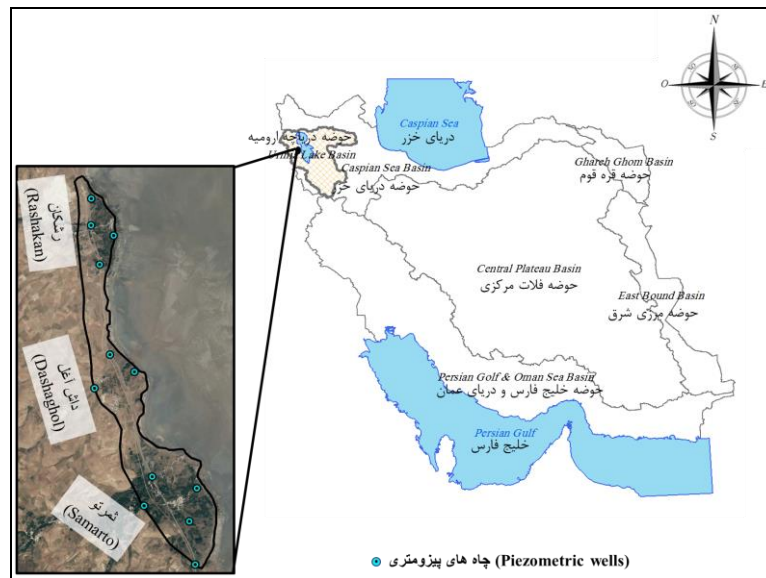 N
O
E
S
Caspian Sea
دریای خزر
حوضه دریاچه ارومیه
Urmia Lake Basin
Caspian Sea Basin
حوضه دریای خزر
Ghareh Ghom Basin
حوضه قره قوم
رشکان
(Rashakan)
Central Plateau Basin
حوضه فلات مرکزی
East Bound Basin
حوضه مرزی شرق
داش آغل
(Dashaghol)
Persian Golf & Oman Sea Basin
حوضه خلیج فارس و دریای عمان
Persian Gulf
خلیج فارس
ثمرتو
(Samarto)
چاه های پیزومتری (Piezometric wells)